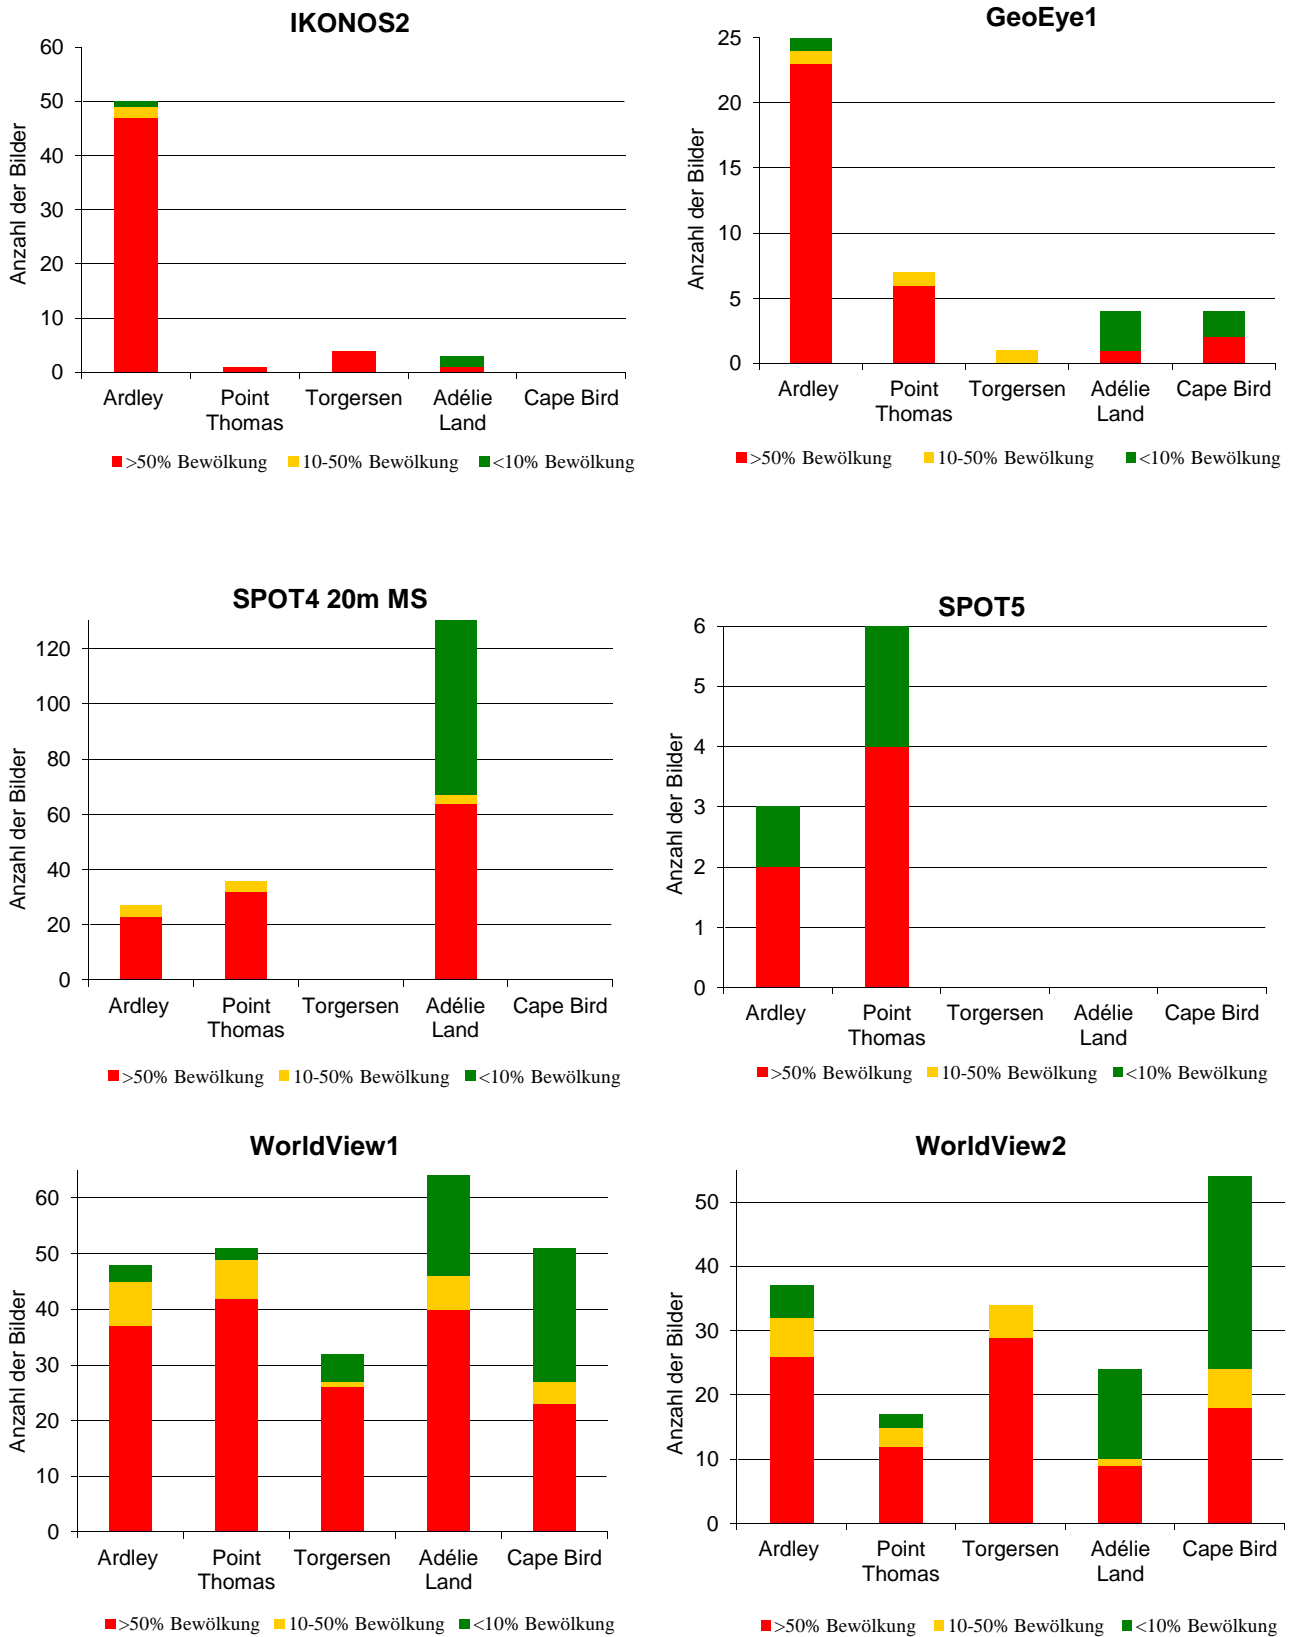 IKONOS2
Anzahl der Bilder
60
50
40
30
20
10
0
Ardley
Point
Thomas
Torgersen
Adélie
Land
Cape Bird
>50% Bewölkung 10-50% Bewölkung <10% Bewölkung
GeoEye1
Anzahl der Bilder
25
20
15
10
5
0
Ardley
Point
Thomas
Torgersen
Adélie
Land
Cape Bird
>50% Bewölkung 10-50% Bewölkung <10% Bewölkung
SPOT4 20m MS
Anzahl der Bilder
120
100
80
60
40
20
0
Ardley
Point
Thomas
Torgersen
Adélie
Land
Cape Bird
>50% Bewölkung 10-50% Bewölkung <10% Bewölkung
SPOT5
Anzahl der Bilder
6
5
4
3
2
1
0
Ardley
Point
Thomas
Torgersen
Adélie
Land
Cape Bird
>50% Bewölkung 10-50% Bewölkung <10% Bewölkung
WorldView1
Anzahl der Bilder
60
50
40
30
20
10
0
Ardley
Point
Thomas
Torgersen
Adélie
Land
Cape Bird
>50% Bewölkung 10-50% Bewölkung <10% Bewölkung
WorldView2
Anzahl der Bilder
50
40
30
20
10
0
Ardley
Point
Thomas
Torgersen
Adélie
Land
Cape Bird
>50% Bewölkung 10-50% Bewölkung <10% Bewölkung